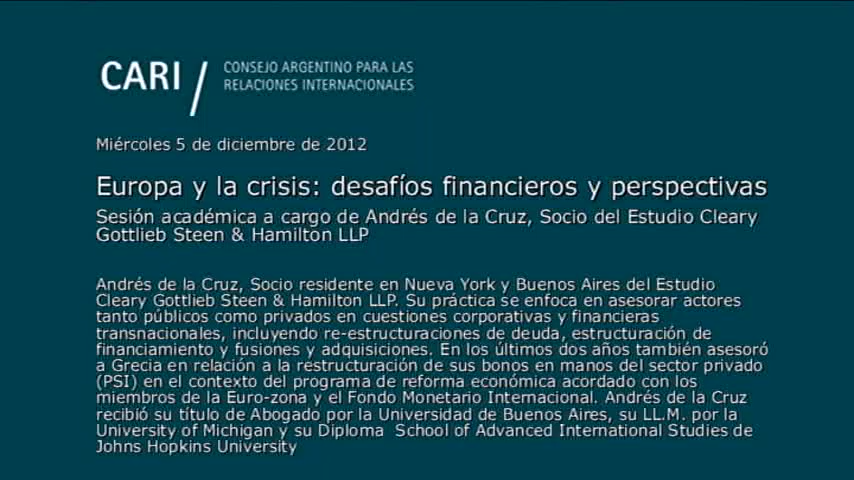 CARI/
CONSEJO ARGENTINO PARA LAS
RELACIONES INTERNACIONALES
Miércoles 5 de diciembre de 2012
Europa y la crisis: desafíos financieros y perspectivas
Sesión académica a cargo de Andrés de la Cruz, Socio del Estudio Cleary
Gottlieb Steen & Hamilton LLP
Andrés de la Cruz, Socio residente en Nueva York y Buenos Aires del Estudio
Cleary Gottlieb Steen & Hamilton LLP. Su práctica se enfoca en asesorar actores
tanto públicos como privados en cuestiones corporativas y financieras
transnacionales, incluyendo re-estructuraciones de deuda, estructuración de
financiamiento y fusiones y adquisiciones. En los últimos dos años también asesoró
a Grecia en relación a la restructuración de sus bonos en manos del sector privado
(PSI) en el contexto del programa de reforma económica acordado con los
miembros de la Euro-zona y el Fondo Monetario Internacional. Andrés de la Cruz
recibió su título de Abogado por la Universidad de Buenos Aires, su LL.M. por la
University of Michigan y su Diploma School of Advanced International Studies de
Johns Hopkins University